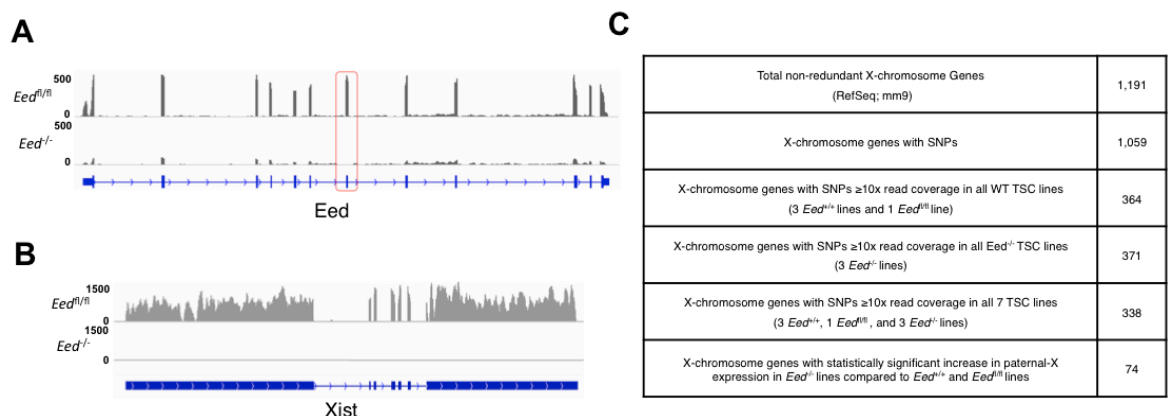 A
500
Eed^fl/fl
0
500
Eed^-/-
0
Eed
B
1500
Eed^fl/fl
0
1500
Eed^-/-
0
Xist
C
Total non-redundant X-chromosome Genes
(RefSeq; mm9)
1,191
X-chromosome genes with SNPs
1,059
X-chromosome genes with SNPs ≥10x read coverage in all WT TSC lines
(3 Eed^+/+ lines and 1 Eed^fl/fl line)
364
X-chromosome genes with SNPs ≥10x read coverage in all Eed^-/- TSC lines
(3 Eed^-/- lines)
371
X-chromosome genes with SNPs ≥10x read coverage in all 7 TSC lines
(3 Eed^+/+, 1 Eed^fl/fl , and 3 Eed^-/- lines)
338
X-chromosome genes with statistically significant increase in paternal-X
expression in Eed^-/- lines compared to Eed^+/+ and Eed^fl/fl lines
74